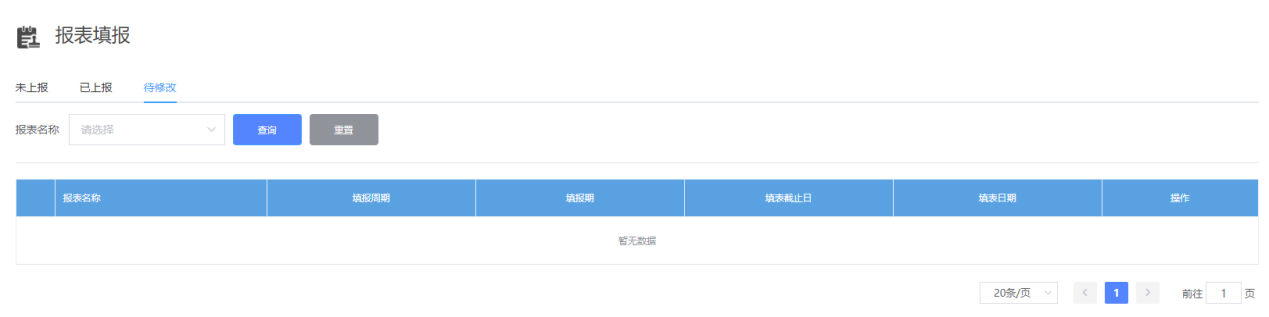 报表填报
未上报 已上报 待修改
报表名称 请选择 查询 重置
报表名称 填报周期 填报期 填表截止日 填表日期 操作
暂无数据
20条/页 1 前往 1 页